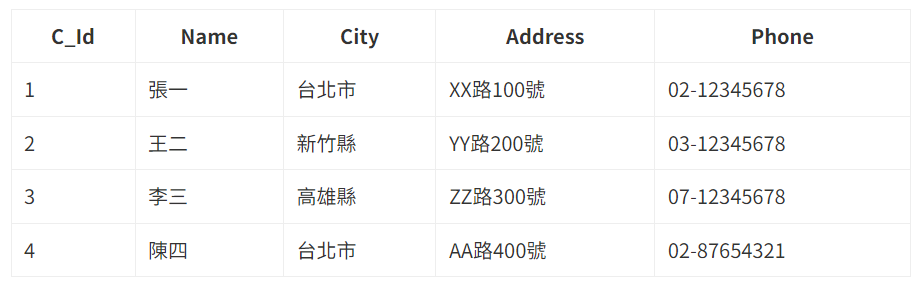 C_Id Name City Address Phone
1 張一 台北市 XX路100號 02-12345678
2 王二 新竹縣 YY路200號 03-12345678
3 李三 高雄縣 ZZ路300號 07-12345678
4 陳四 台北市 AA路400號 02-87654321